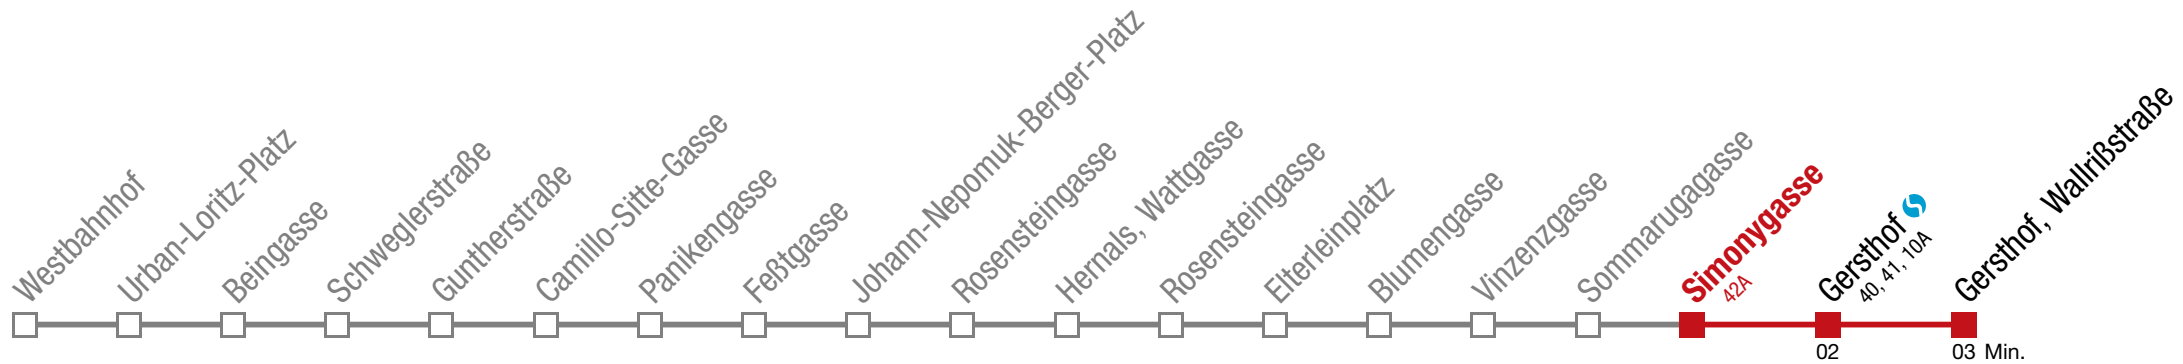 Westbahnhof
Urban-Loritz-Platz
Beingasse
Schweglerstraße
Guntherstraße
Camillo-Sitte-Gasse
Panikengasse
Feßtgasse
Johann-Nepomuk-Berger-Platz
Rosensteingasse
Hernals, Wattgasse
Rosensteingasse
Elterleinplatz
Blumengasse
Vinzenzgasse
Sommarugagasse
Simonygasse
42A
Gersthof
40, 41, 10A
Gersthof, Wallrißstraße
02
03 Min.